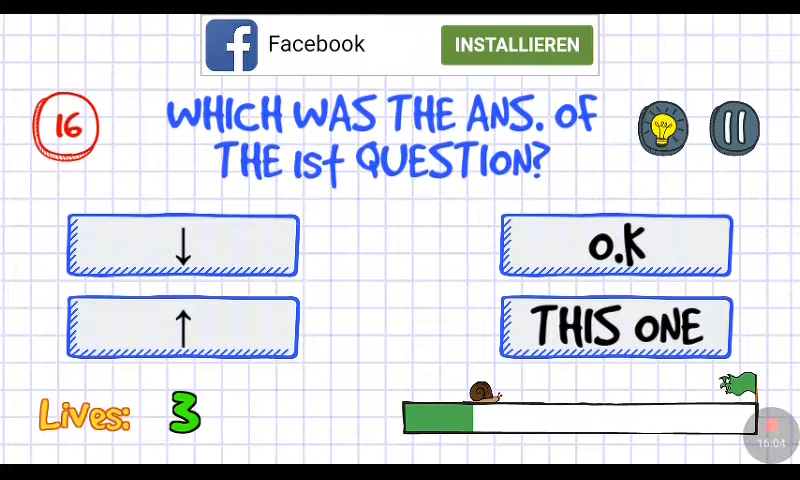 Facebook
INSTALLIEREN
16
WHICH WAS THE ANS. OF
THE 1st QUESTION?
↓
O.K
↑
THIS ONE
Lives: 3
16:04